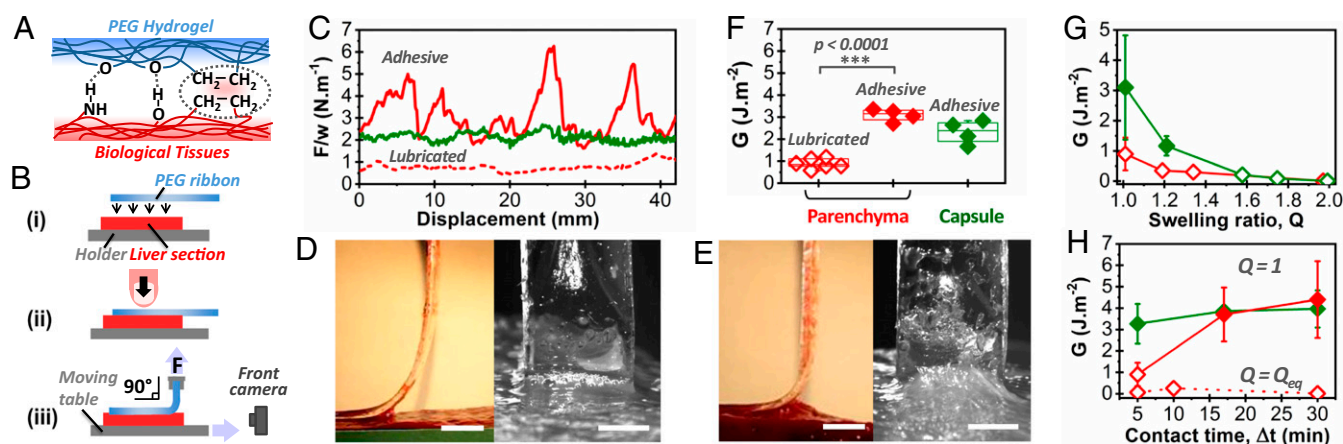 A
PEG Hydrogel
O O
CH2–CH2
H H
CH2–CH2
NH HO
Biological Tissues
B
PEG ribbon
(i)
Holder Liver section
(ii)
(iii)
Moving table
90°
F
Front camera
C
F/w (N.m-1)
7
6
5
4
3
2
1
0
Adhesive
Lubricated
0 10 20 30 40
Displacement (mm)
D
E
F
G (J.m-2)
7
6
5
4
3
2
1
0
p < 0.0001
***
Adhesive
Adhesive
Lubricated
Parenchyma Capsule
G
G (J.m-2)
5
4
3
2
1
0
1.0 1.2 1.4 1.6 1.8 2.0
Swelling ratio, Q
H
G (J.m-2)
7
6
5
4
3
2
1
0
Q = 1
Q = Qeq
5 10 15 20 25 30
Contact time, Δt (min)